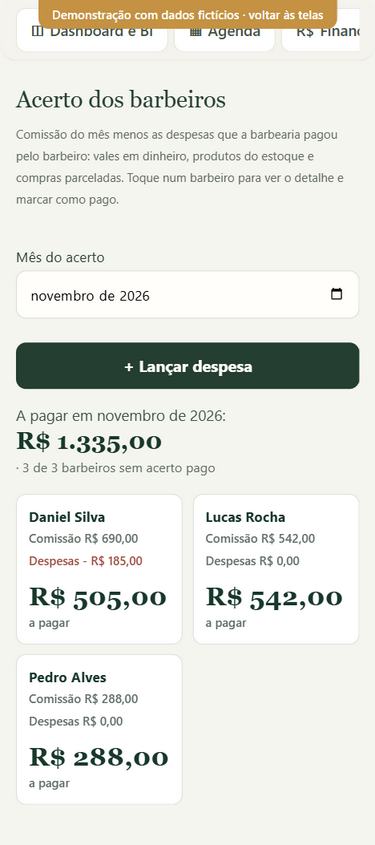 Demonstração com dados fictícios · voltar às telas
Dashboard e BI
Agenda
R$ Financ
Acerto dos barbeiros
Comissão do mês menos as despesas que a barbearia pagou
pelo barbeiro: vales em dinheiro, produtos do estoque e
compras parceladas. Toque num barbeiro para ver o detalhe e
marcar como pago.
Mês do acerto
novembro de 2026
+ Lançar despesa
A pagar em novembro de 2026:
R$ 1.335,00
· 3 de 3 barbeiros sem acerto pago
Daniel Silva
Comissão R$ 690,00
Despesas - R$ 185,00
R$ 505,00
a pagar
Lucas Rocha
Comissão R$ 542,00
Despesas R$ 0,00
R$ 542,00
a pagar
Pedro Alves
Comissão R$ 288,00
Despesas R$ 0,00
R$ 288,00
a pagar